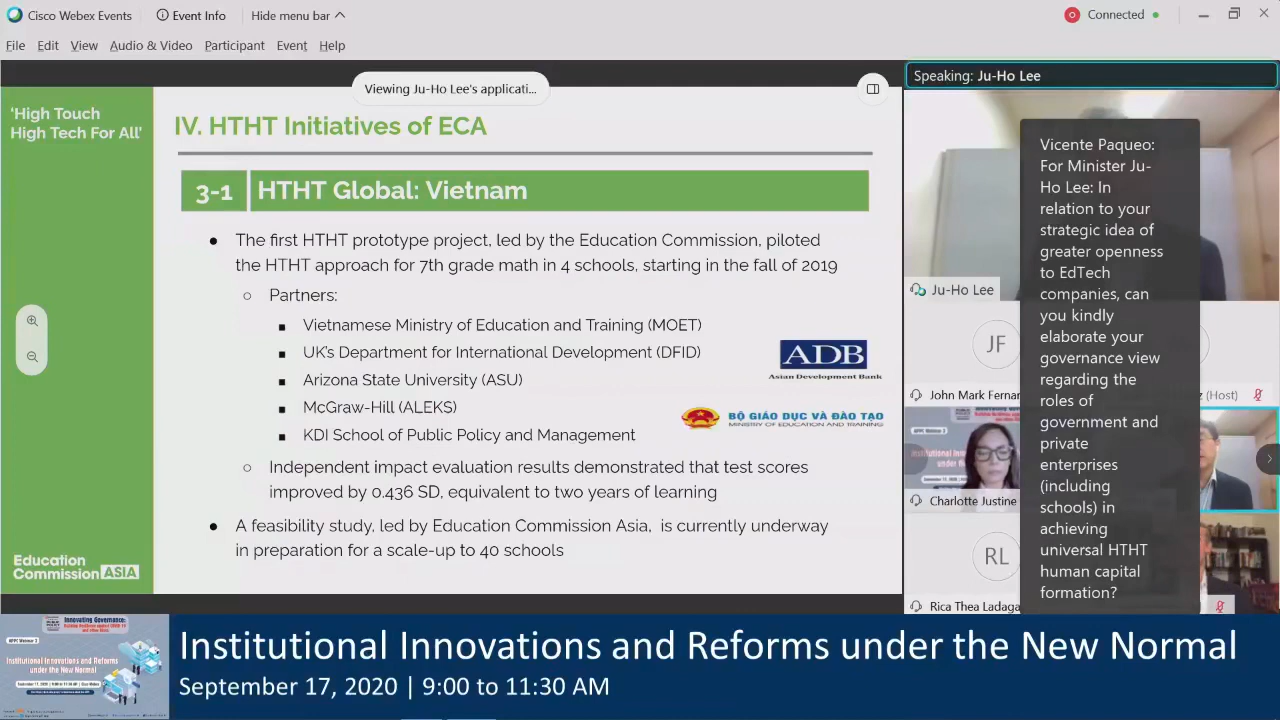 Cisco Webex Events
Event Info
Hide menu bar
Connected
File Edit View Audio & Video Participant Event Help
Viewing Ju-Ho Lee's applicati...
Speaking: Ju-Ho Lee
'High Touch
High Tech For All'
IV. HTHT Initiatives of ECA
3-1 HTHT Global: Vietnam
● The first HTHT prototype project, led by the Education Commission, piloted
the HTHT approach for 7th grade math in 4 schools, starting in the fall of 2019
○ Partners:
■ Vietnamese Ministry of Education and Training (MOET)
■ UK's Department for International Development (DFID)
■ Arizona State University (ASU)
■ McGraw-Hill (ALEKS)
■ KDI School of Public Policy and Management
○ Independent impact evaluation results demonstrated that test scores
improved by 0.436 SD, equivalent to two years of learning
● A feasibility study, led by Education Commission Asia, is currently underway
in preparation for a scale-up to 40 schools
ADB
Asian Development Bank
BỘ GIÁO DỤC VÀ ĐÀO TẠO
MINISTRY OF EDUCATION AND TRAINING
Education
Commission ASIA
Vicente Paqueo:
For Minister Ju-
Ho Lee: In
relation to your
strategic idea of
greater openness
to EdTech
companies, can
you kindly
elaborate your
governance view
regarding the
roles of
government and
private
enterprises
(including
schools) in
achieving
universal HTHT
human capital
formation?
Ju-Ho Lee
JF
John Mark Fernan
(Host)
Charlotte Justine
RL
Rica Thea Ladaga
Innovating Governance:
Institutional Innovations and Reforms
under the New Normal
Institutional Innovations and Reforms under the New Normal
September 17, 2020 | 9:00 to 11:30 AM